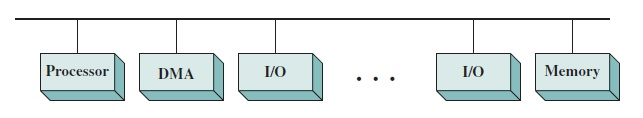 Processor
DMA
I/O
. . .
I/O
Memory